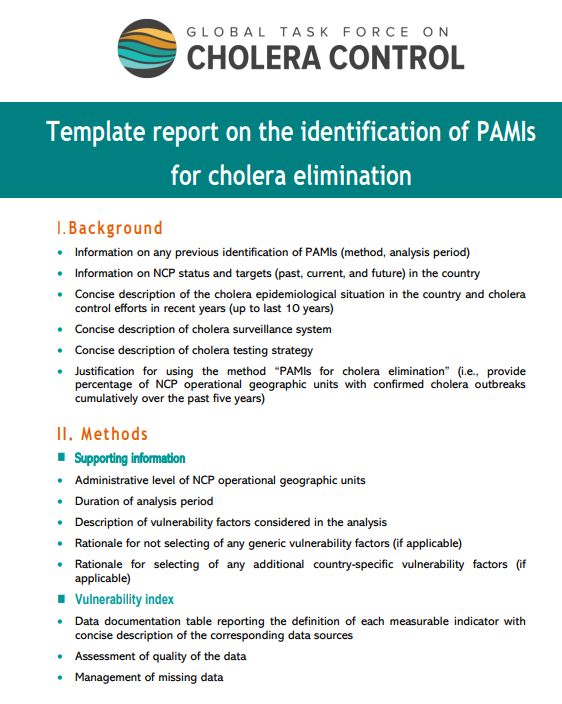 GLOBAL TASK FORCE ON
CHOLERA CONTROL
Template report on the identification of PAMIs
for cholera elimination
I.Background
• Information on any previous identification of PAMIs (method, analysis period)
• Information on NCP status and targets (past, current, and future) in the country
• Concise description of the cholera epidemiological situation in the country and cholera
control efforts in recent years (up to last 10 years)
• Concise description of cholera surveillance system
• Concise description of cholera testing strategy
• Justification for using the method "PAMIs for cholera elimination" (i.e., provide
percentage of NCP operational geographic units with confirmed cholera outbreaks
cumulatively over the past five years)
II. Methods
■ Supporting information
• Administrative level of NCP operational geographic units
• Duration of analysis period
• Description of vulnerability factors considered in the analysis
• Rationale for not selecting of any generic vulnerability factors (if applicable)
• Rationale for selecting of any additional country-specific vulnerability factors (if
applicable)
■ Vulnerability index
• Data documentation table reporting the definition of each measurable indicator with
concise description of the corresponding data sources
• Assessment of quality of the data
• Management of missing data